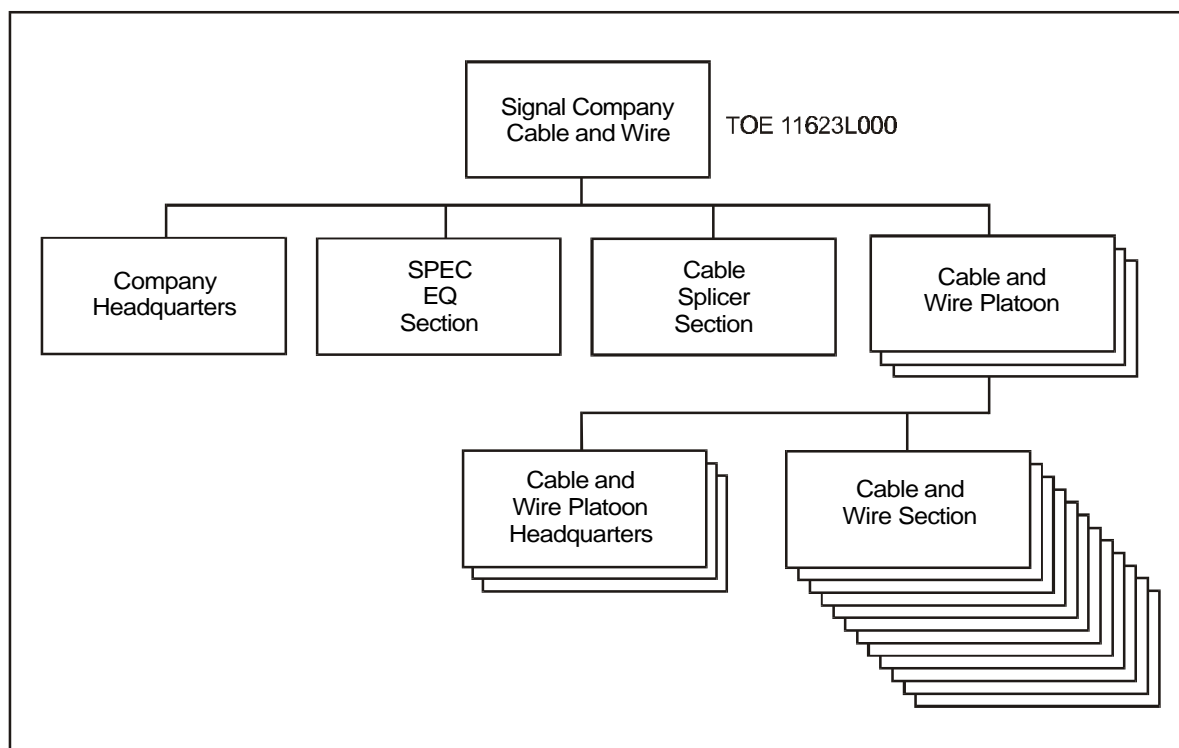 Signal Company
Cable and Wire
TOE 11623L000
Company
Headquarters
SPEC
EQ
Section
Cable
Splicer
Section
Cable and
Wire Platoon
Cable and
Wire Platoon
Headquarters
Cable and
Wire Section